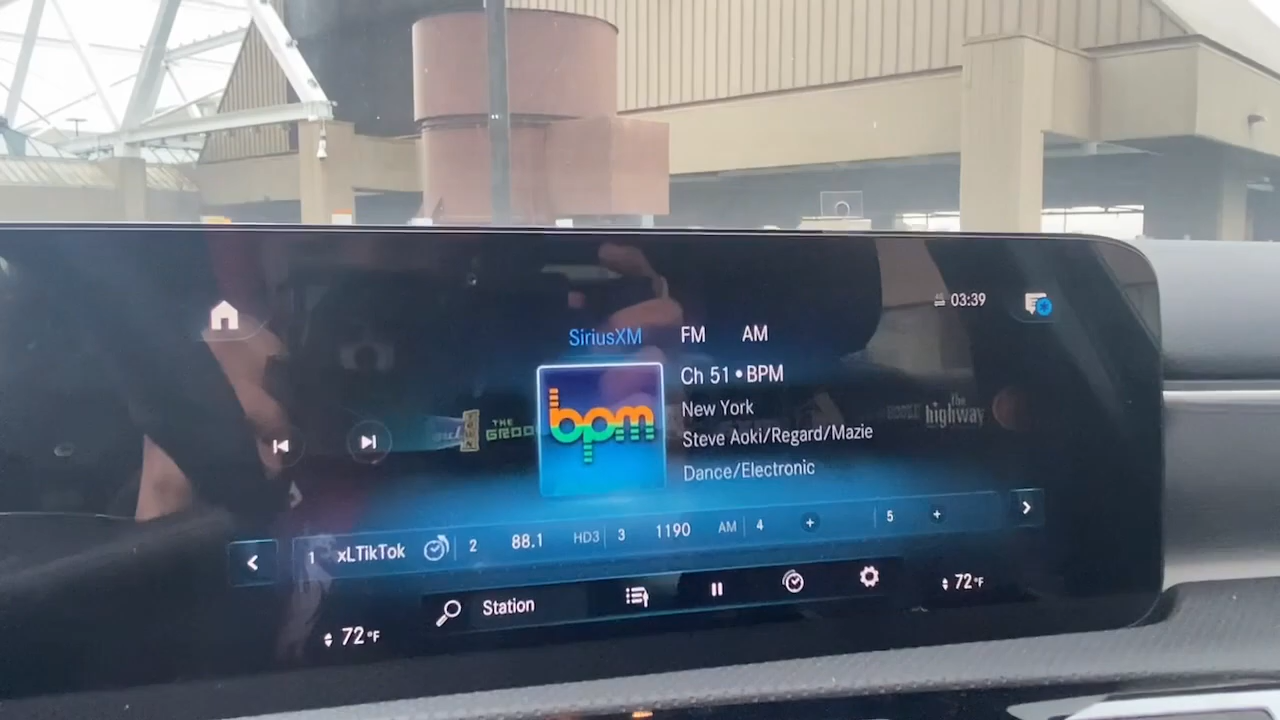 03:39
SiriusXM FM AM
Ch 51 • BPM
New York
Steve Aoki/Regard/Mazie
Dance/Electronic
bpm
THE
GROO
the
highway
1 xLTikTok 2 88.1 HD3 3 1190 AM 4 + 5 +
Station
72°F
72°F